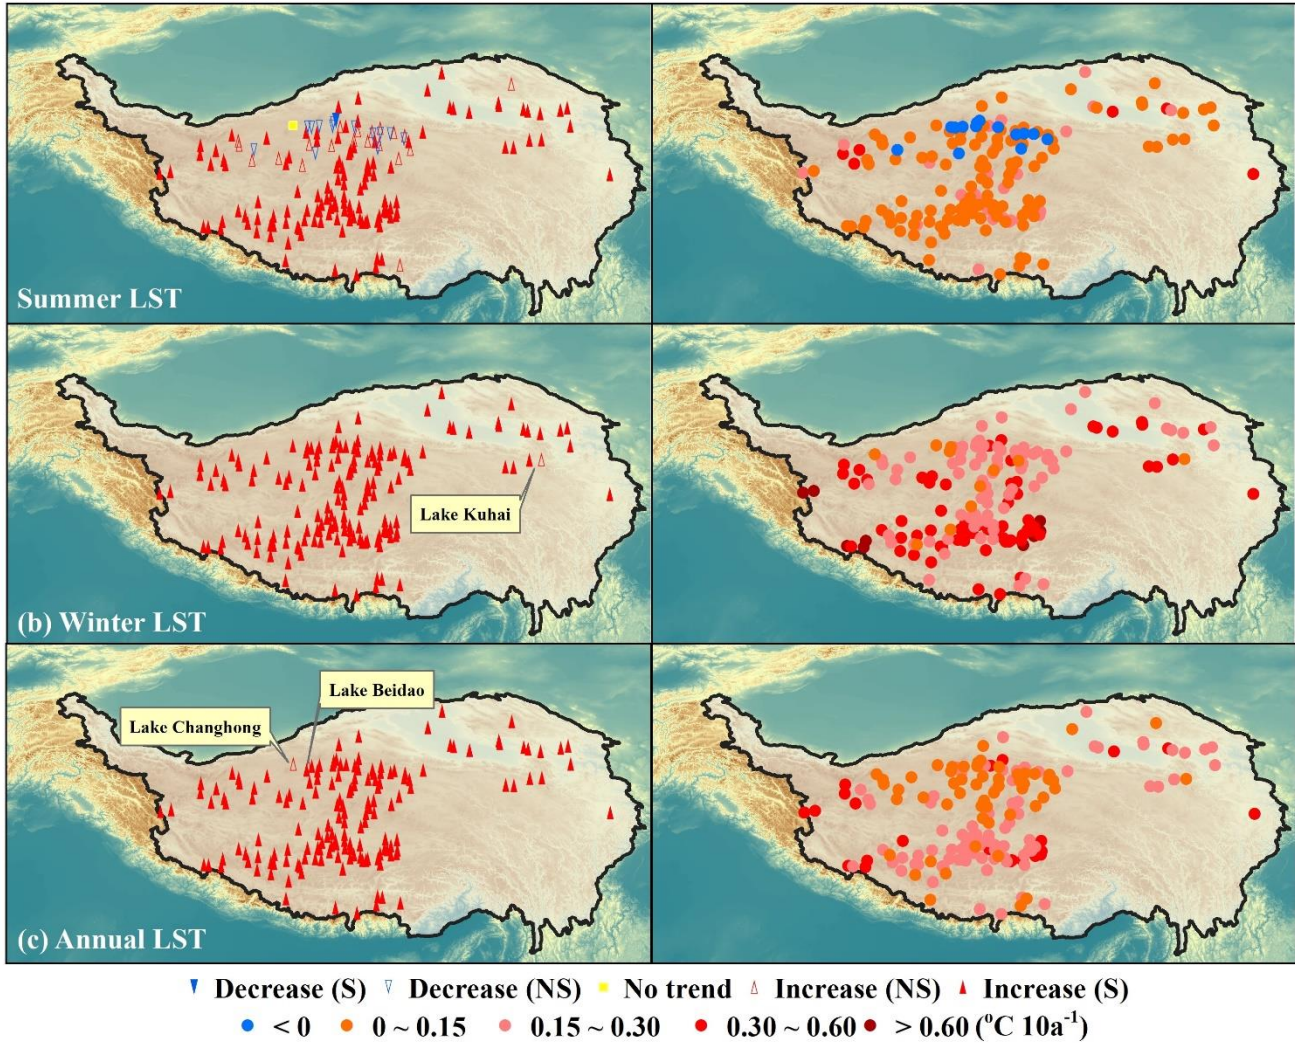 Summer LST
Lake Kuhai
(b) Winter LST
Lake Beidao
Lake Changhong
(c) Annual LST
Decrease (S) Decrease (NS) No trend Increase (NS) Increase (S)
< 0 0 ~ 0.15 0.15 ~ 0.30 0.30 ~ 0.60 > 0.60 (°C 10a⁻¹)